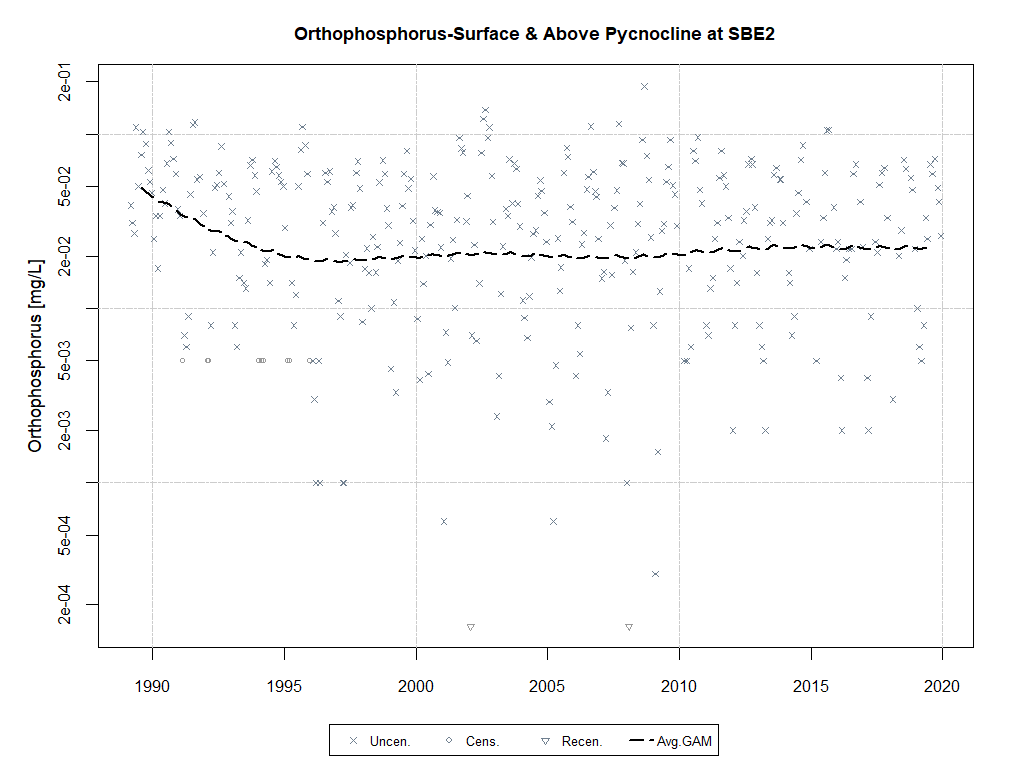 Orthophosphorus-Surface & Above Pycnocline at SBE2
Orthophosphorus [mg/L]
2e-01
5e-02
2e-02
5e-03
2e-03
5e-04
2e-04
1990 1995 2000 2005 2010 2015 2020
Uncen. Cens. Recen. Avg.GAM